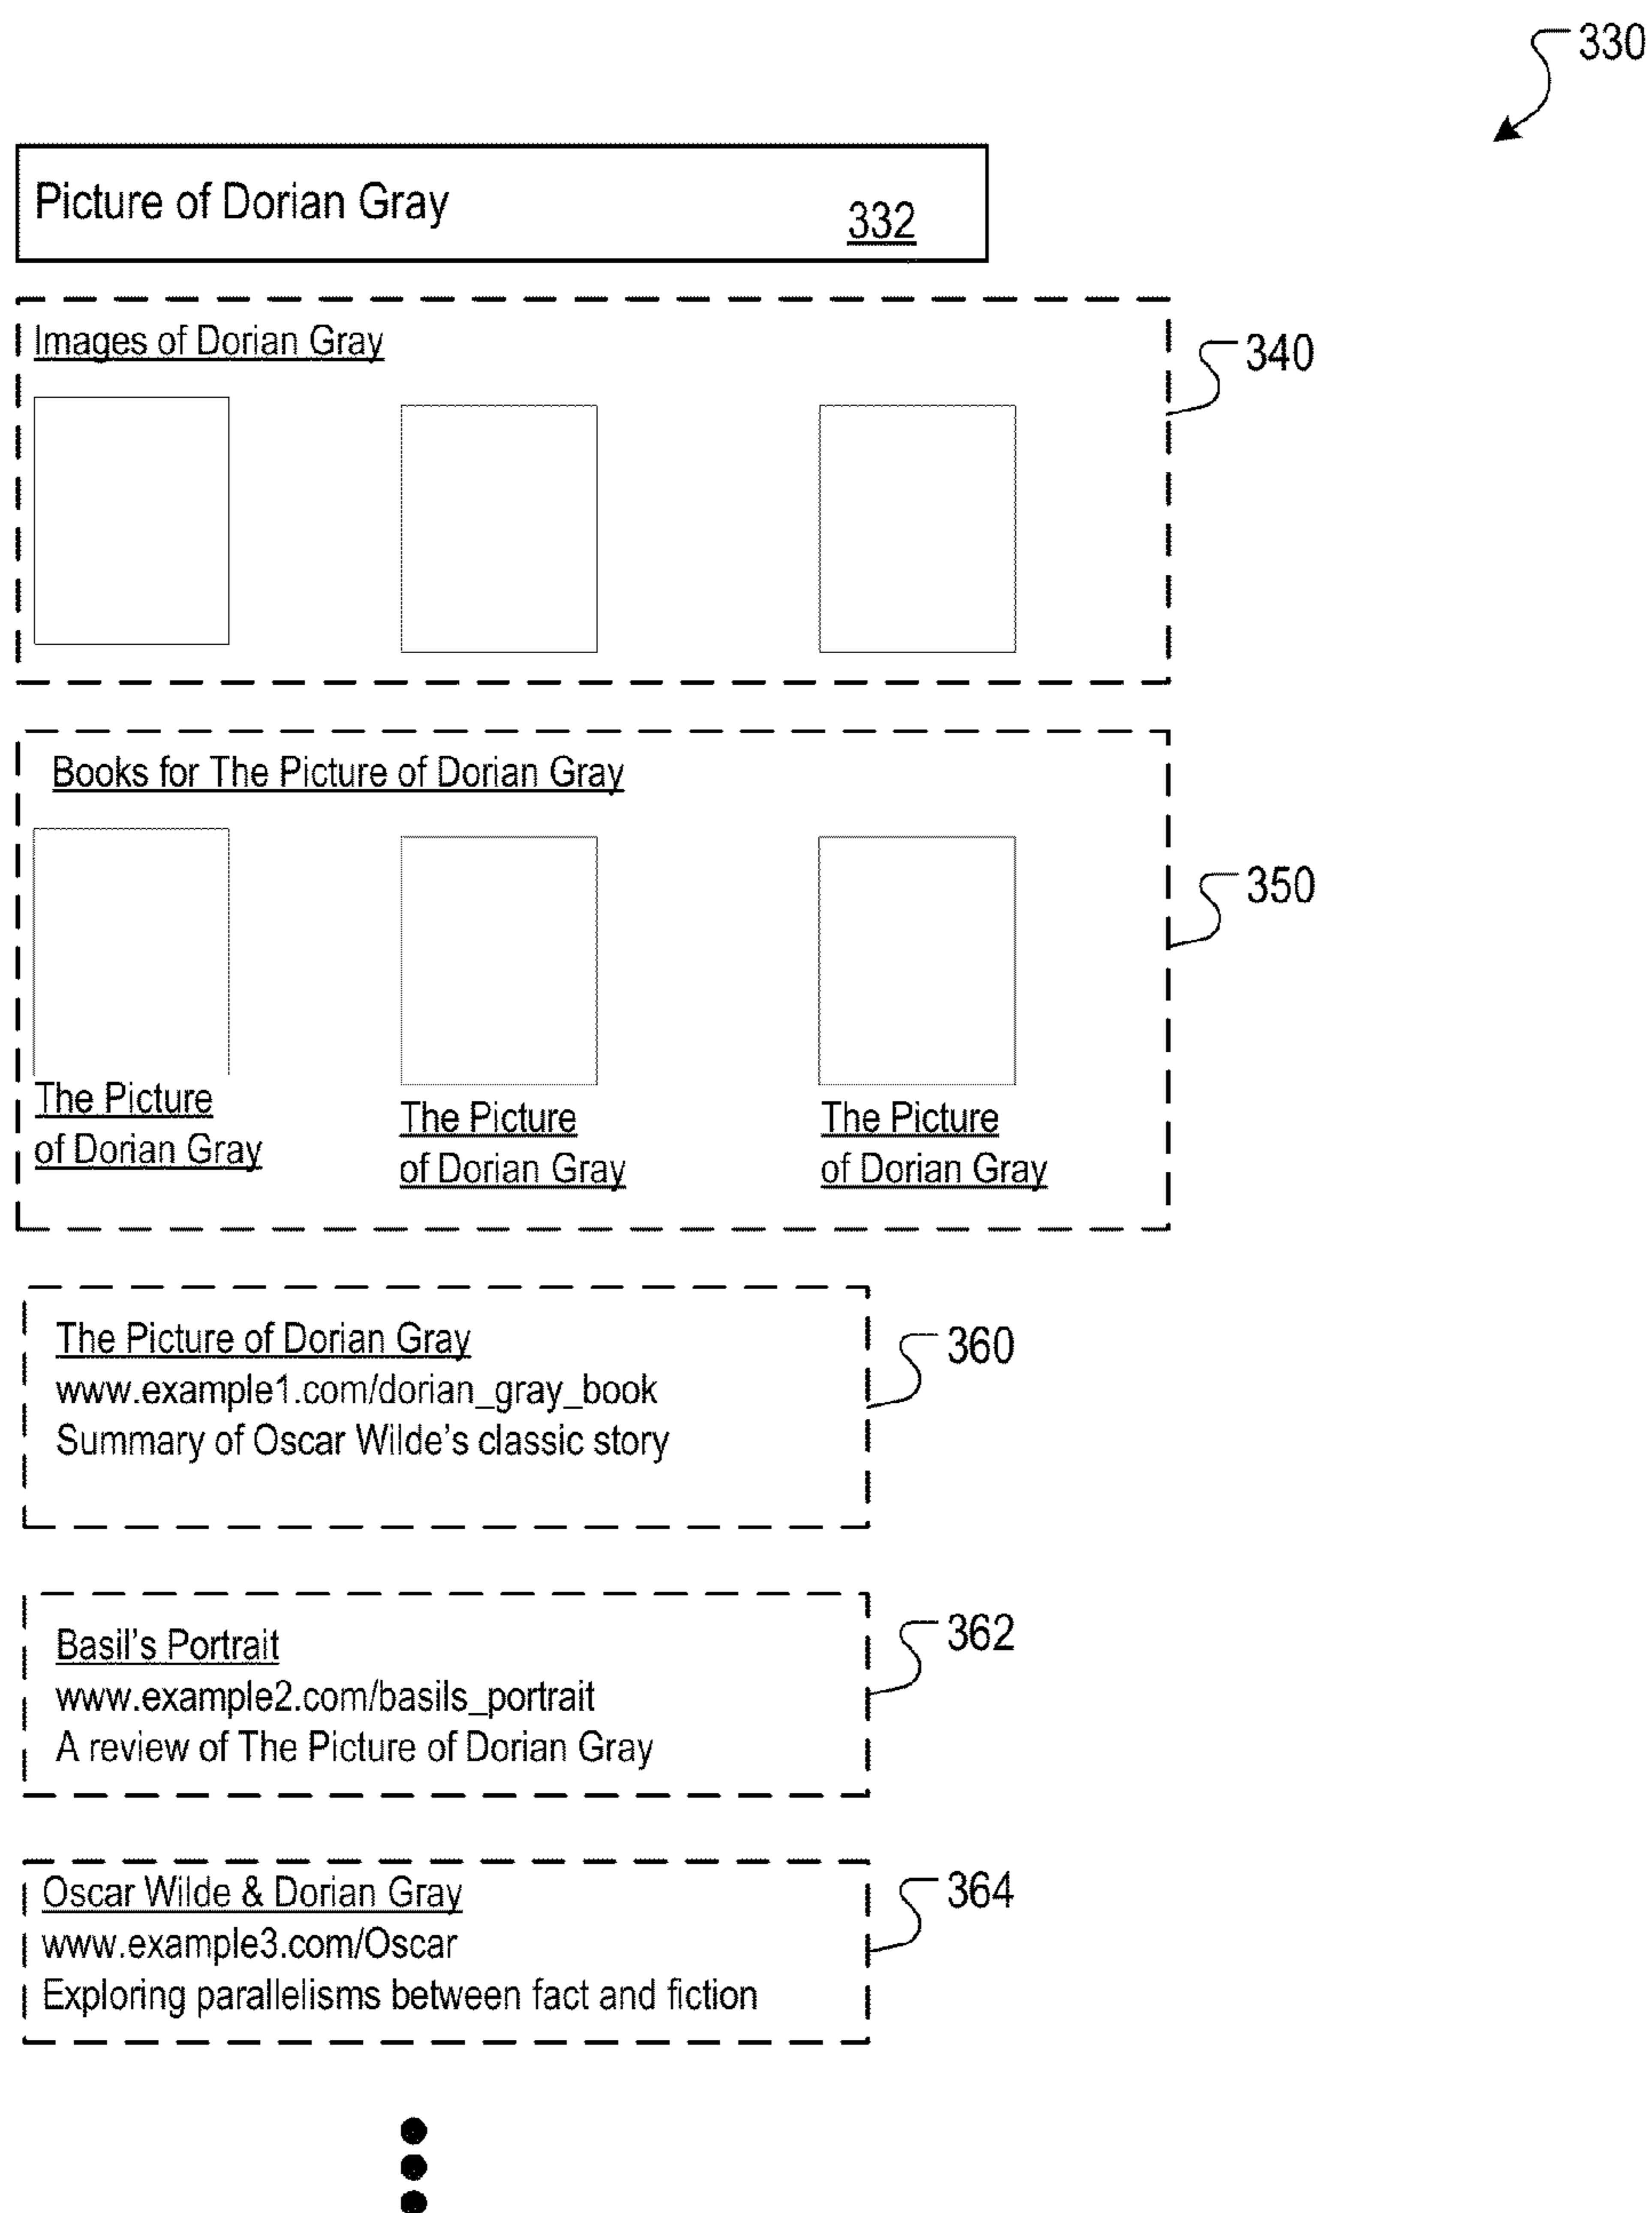 330
Picture of Dorian Gray 332
Images of Dorian Gray
340
Books for The Picture of Dorian Gray
350
The Picture
of Dorian Gray
The Picture
of Dorian Gray
The Picture
of Dorian Gray
The Picture of Dorian Gray
360
www.example1.com/dorian_gray_book
Summary of Oscar Wilde's classic story
Basil's Portrait
362
www.example2.com/basils_portrait
A review of The Picture of Dorian Gray
Oscar Wilde & Dorian Gray
364
www.example3.com/Oscar
Exploring parallelisms between fact and fiction